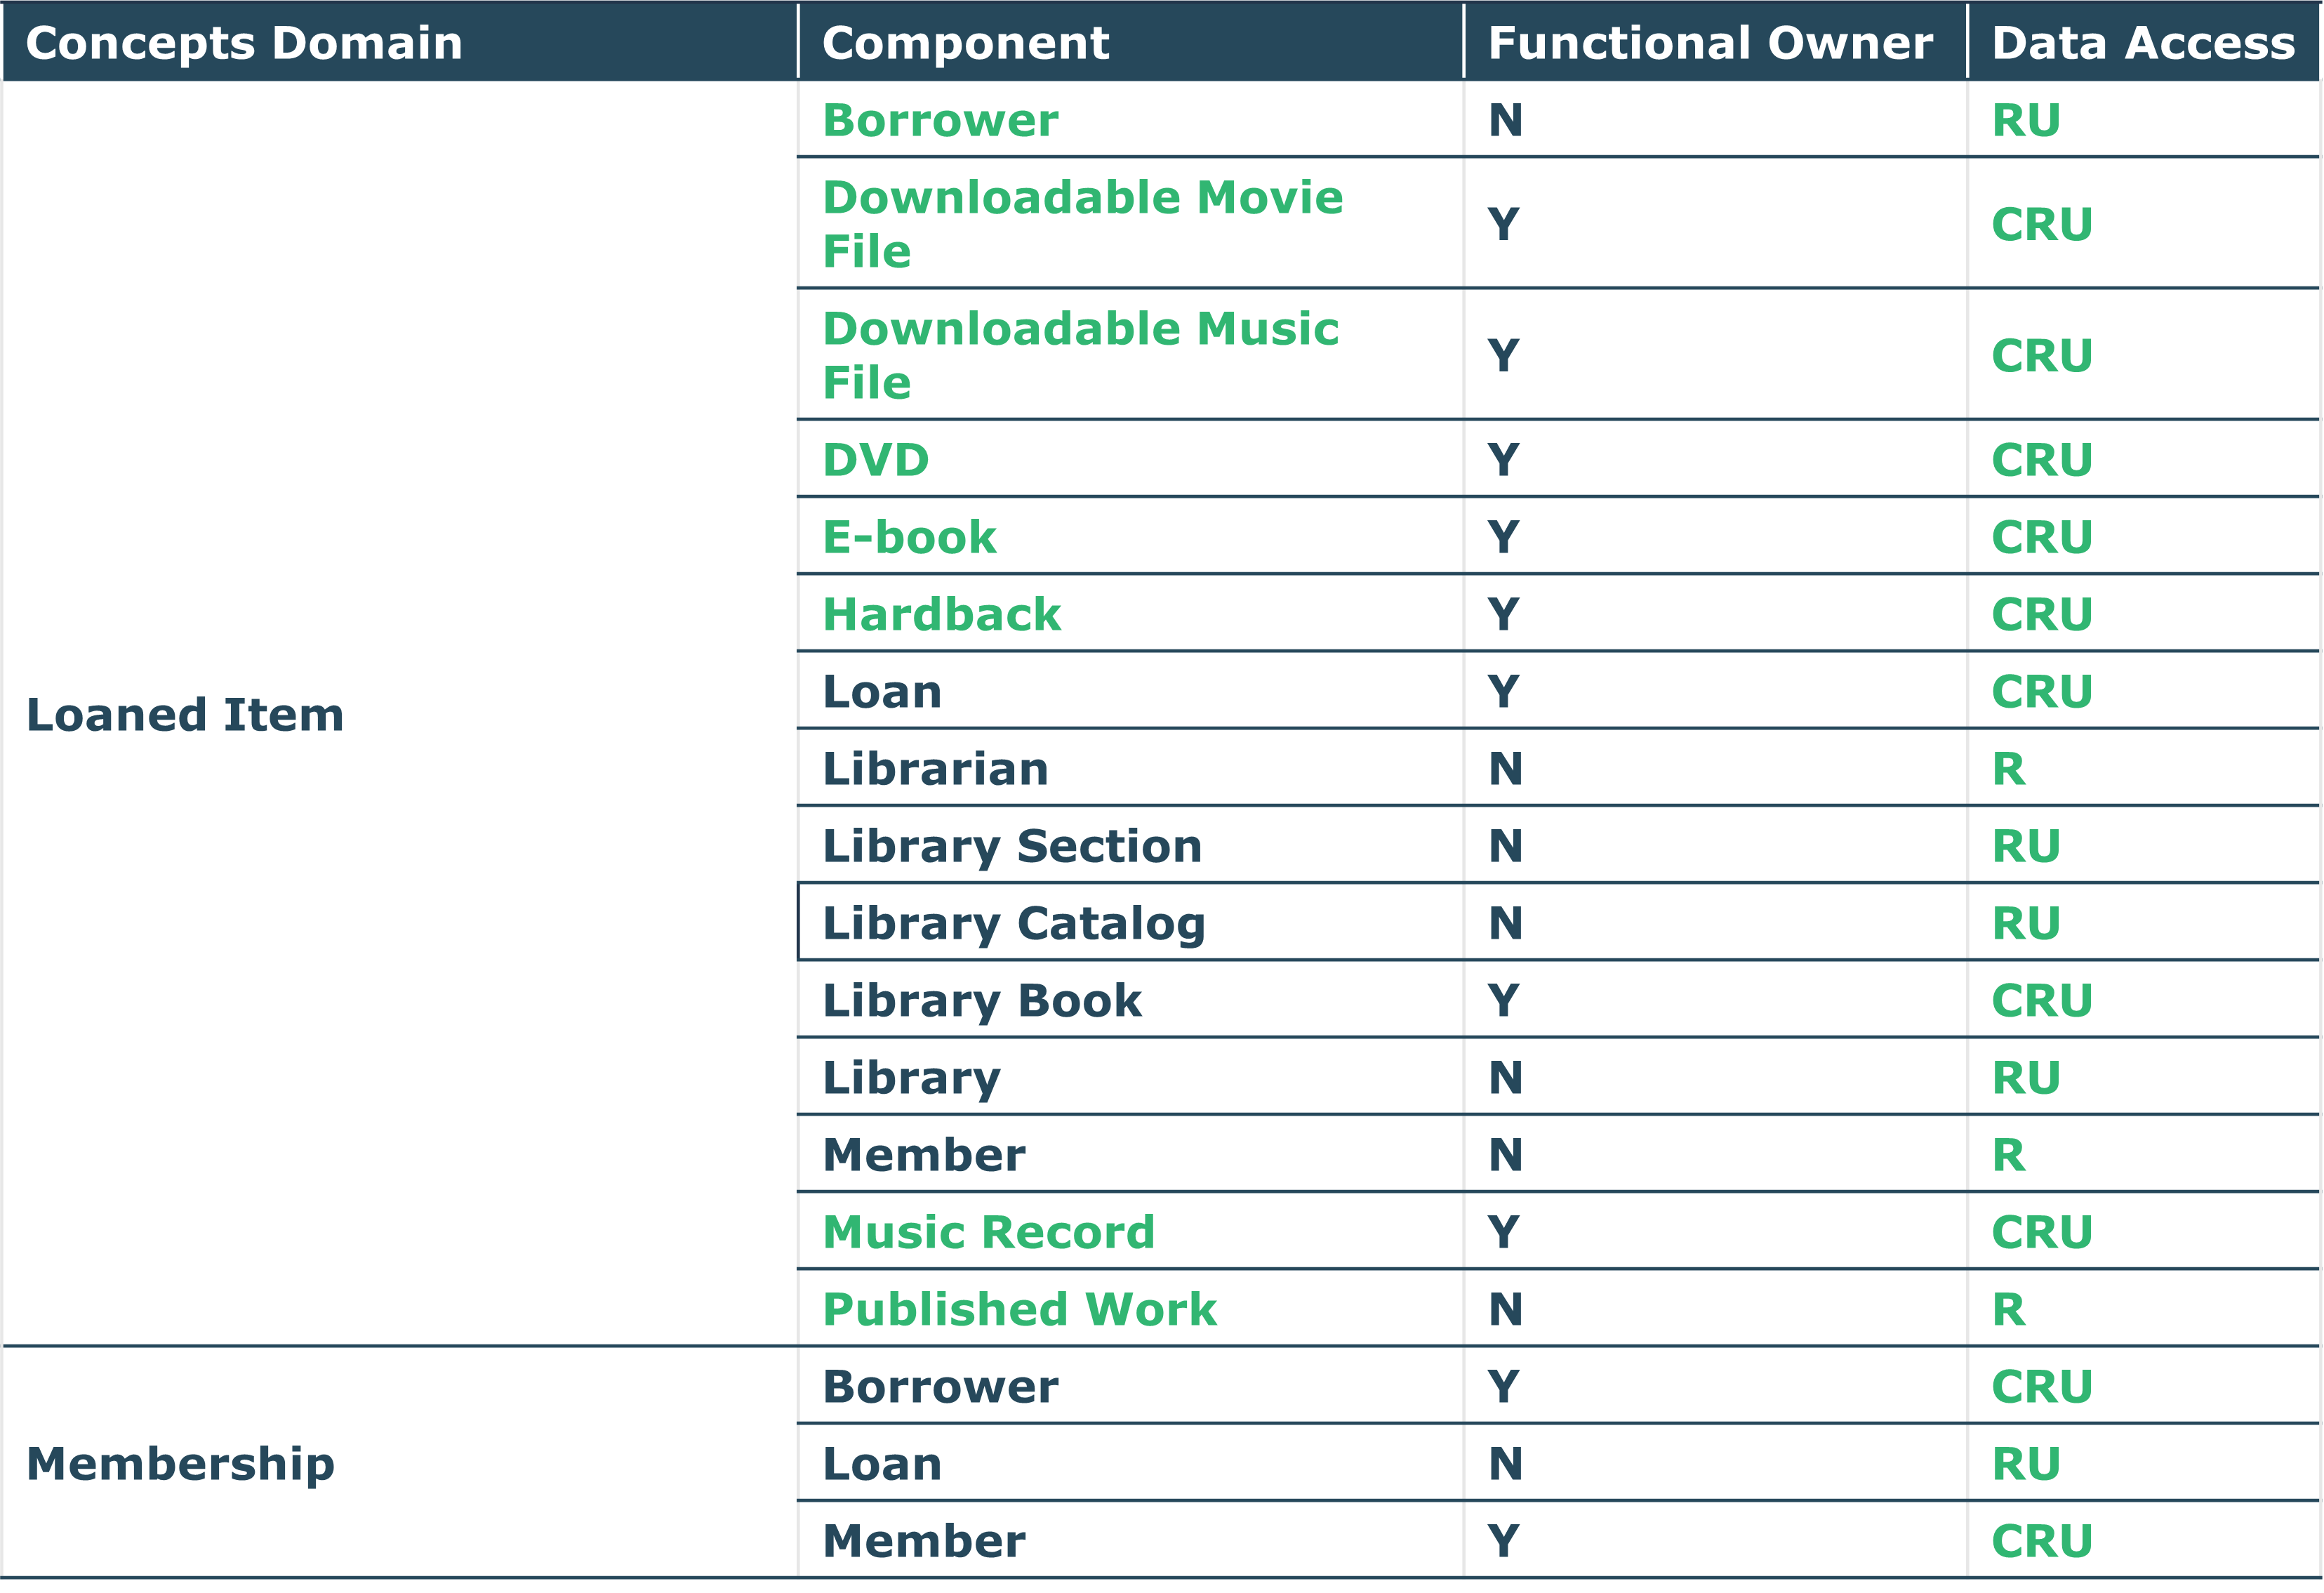 Concepts Domain Component Functional Owner Data Access
Borrower N RU
Downloadable Movie
File
Y CRU
Downloadable Music
File
Y CRU
DVD Y CRU
E-book Y CRU
Hardback Y CRU
Loan Y CRU
Loaned Item
Librarian N R
Library Section N RU
Library Catalog N RU
Library Book Y CRU
Library N RU
Member N R
Music Record Y CRU
Published Work N R
Borrower Y CRU
Membership
Loan N RU
Member Y CRU